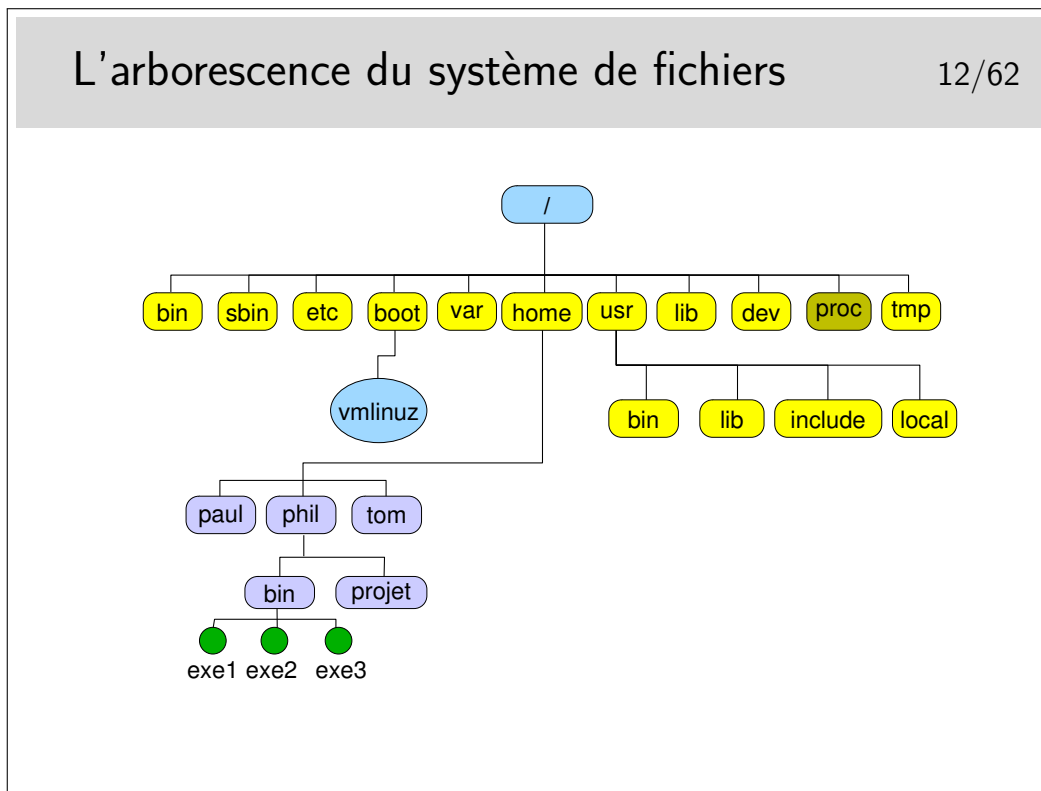 L'arborescence du système de fichiers 12/62
/
bin sbin etc boot var home usr lib dev proc tmp
vmlinuz bin lib include local
paul phil tom
bin projet
exe1 exe2 exe3